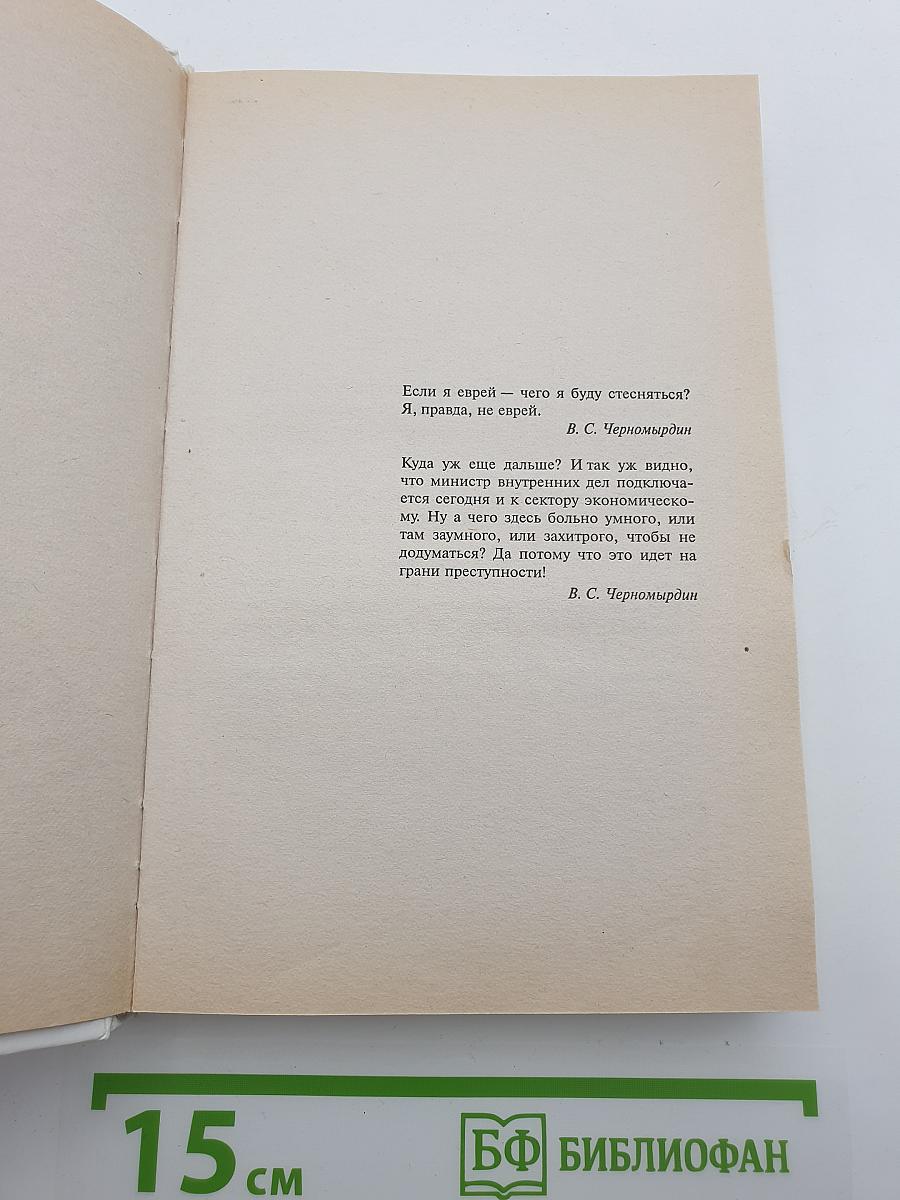 Если я еврей — чего я буду стесняться?
Я, правда, не еврей.
В. С. Черномырдин
Куда уж еще дальше? И так уж видно,
что министр внутренних дел подключа-
ется сегодня и к сектору экономическо-
му. Ну а чего здесь больно умного, или
там заумного, или захитрого, чтобы не
додуматься? Да потому что это идет на
грани преступности!
В. С. Черномырдин
15 см
БФ БИБЛИОФАН